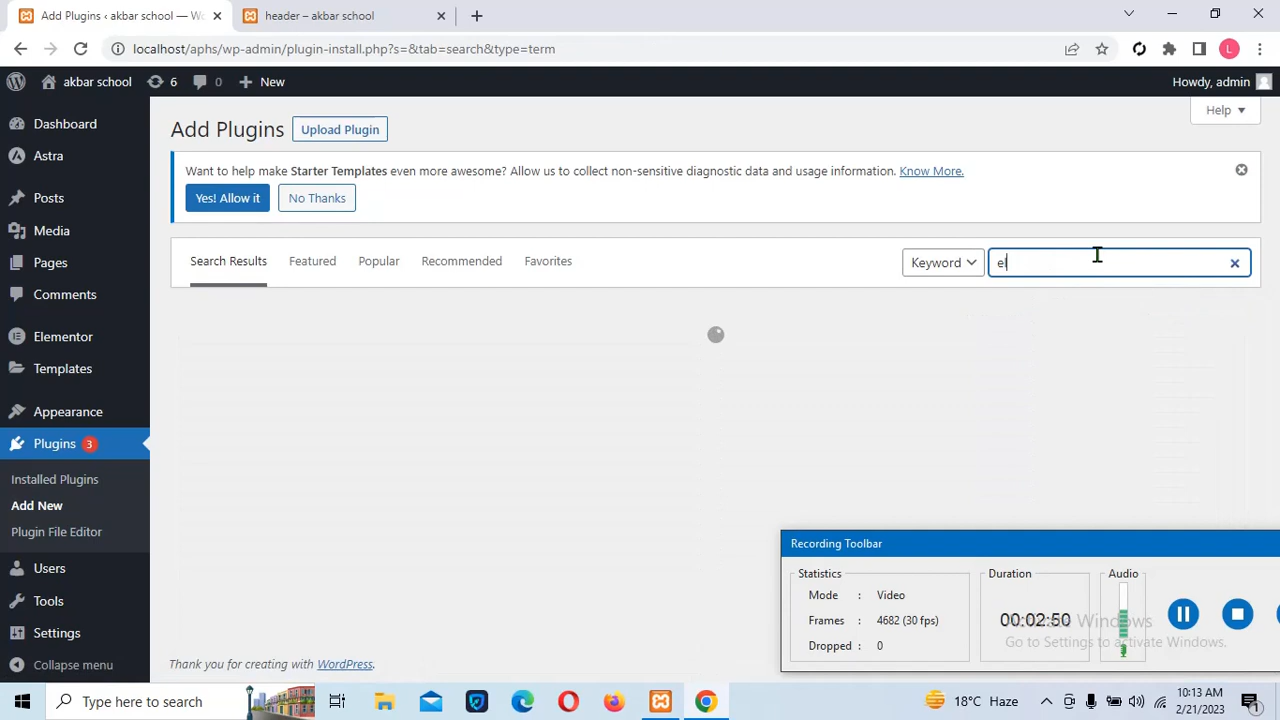 Add Plugins ‹ akbar school — Wo
header – akbar school
localhost/aphs/wp-admin/plugin-install.php?s=&tab=search&type=term
L
akbar school
6
0
New
Howdy, admin
Dashboard
Astra
Posts
Media
Pages
Comments
Elementor
Templates
Appearance
Plugins 3
Installed Plugins
Add New
Plugin File Editor
Users
Tools
Settings
Collapse menu
Help
Add Plugins
Upload Plugin
Want to help make Starter Templates even more awesome? Allow us to collect non-sensitive diagnostic data and usage information. Know More.
Yes! Allow it
No Thanks
Search Results
Featured
Popular
Recommended
Favorites
Keyword
el
Thank you for creating with WordPress.
Recording Toolbar
Statistics
Mode : Video
Frames : 4682 (30 fps)
Dropped : 0
Duration
00:02:50
Audio
Activate Windows
Go to Settings to activate Windows.
Type here to search
18°C Haze
10:13 AM
2/21/2023
1